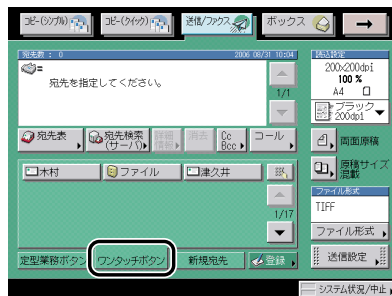 コピー(シンプル) コピー(クイック) 送信/ファクス ボックス
宛先数 : 0 2006 08/31 10:04
宛先を指定してください。
1/1
宛先表 宛先検索(サーバ) 詳細情報 消去 Cc Bcc コール
木村 ファイル 津久井
1/17
定型業務ボタン ワンタッチボタン 新規宛先 登録
読込設定
200x200dpi
100 %
A4
ブラック
200dpi
両面原稿
原稿サイズ
混載
ファイル形式
TIFF
ファイル形式
送信設定
システム状況/中止